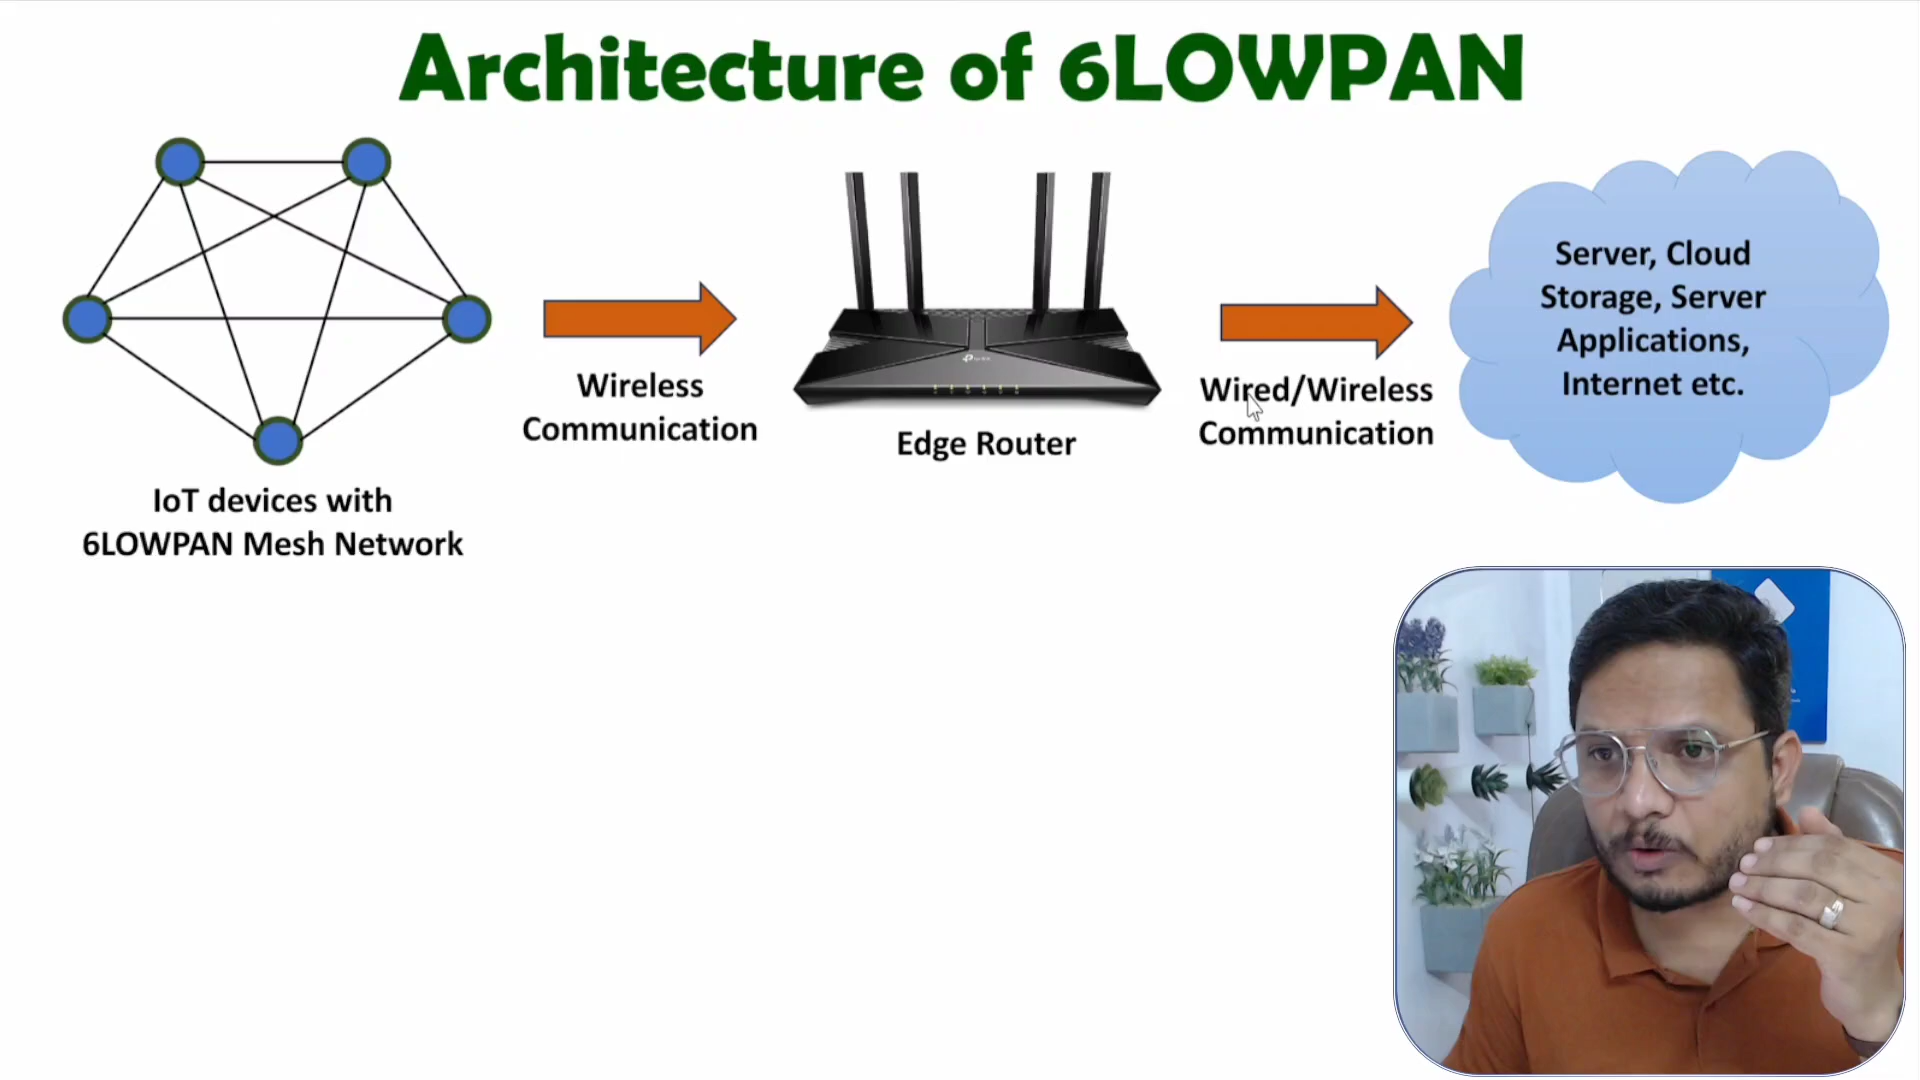 Architecture of 6LOWPAN
IoT devices with
6LOWPAN Mesh Network
Wireless
Communication
Edge Router
Wired/Wireless
Communication
Server, Cloud
Storage, Server
Applications,
Internet etc.